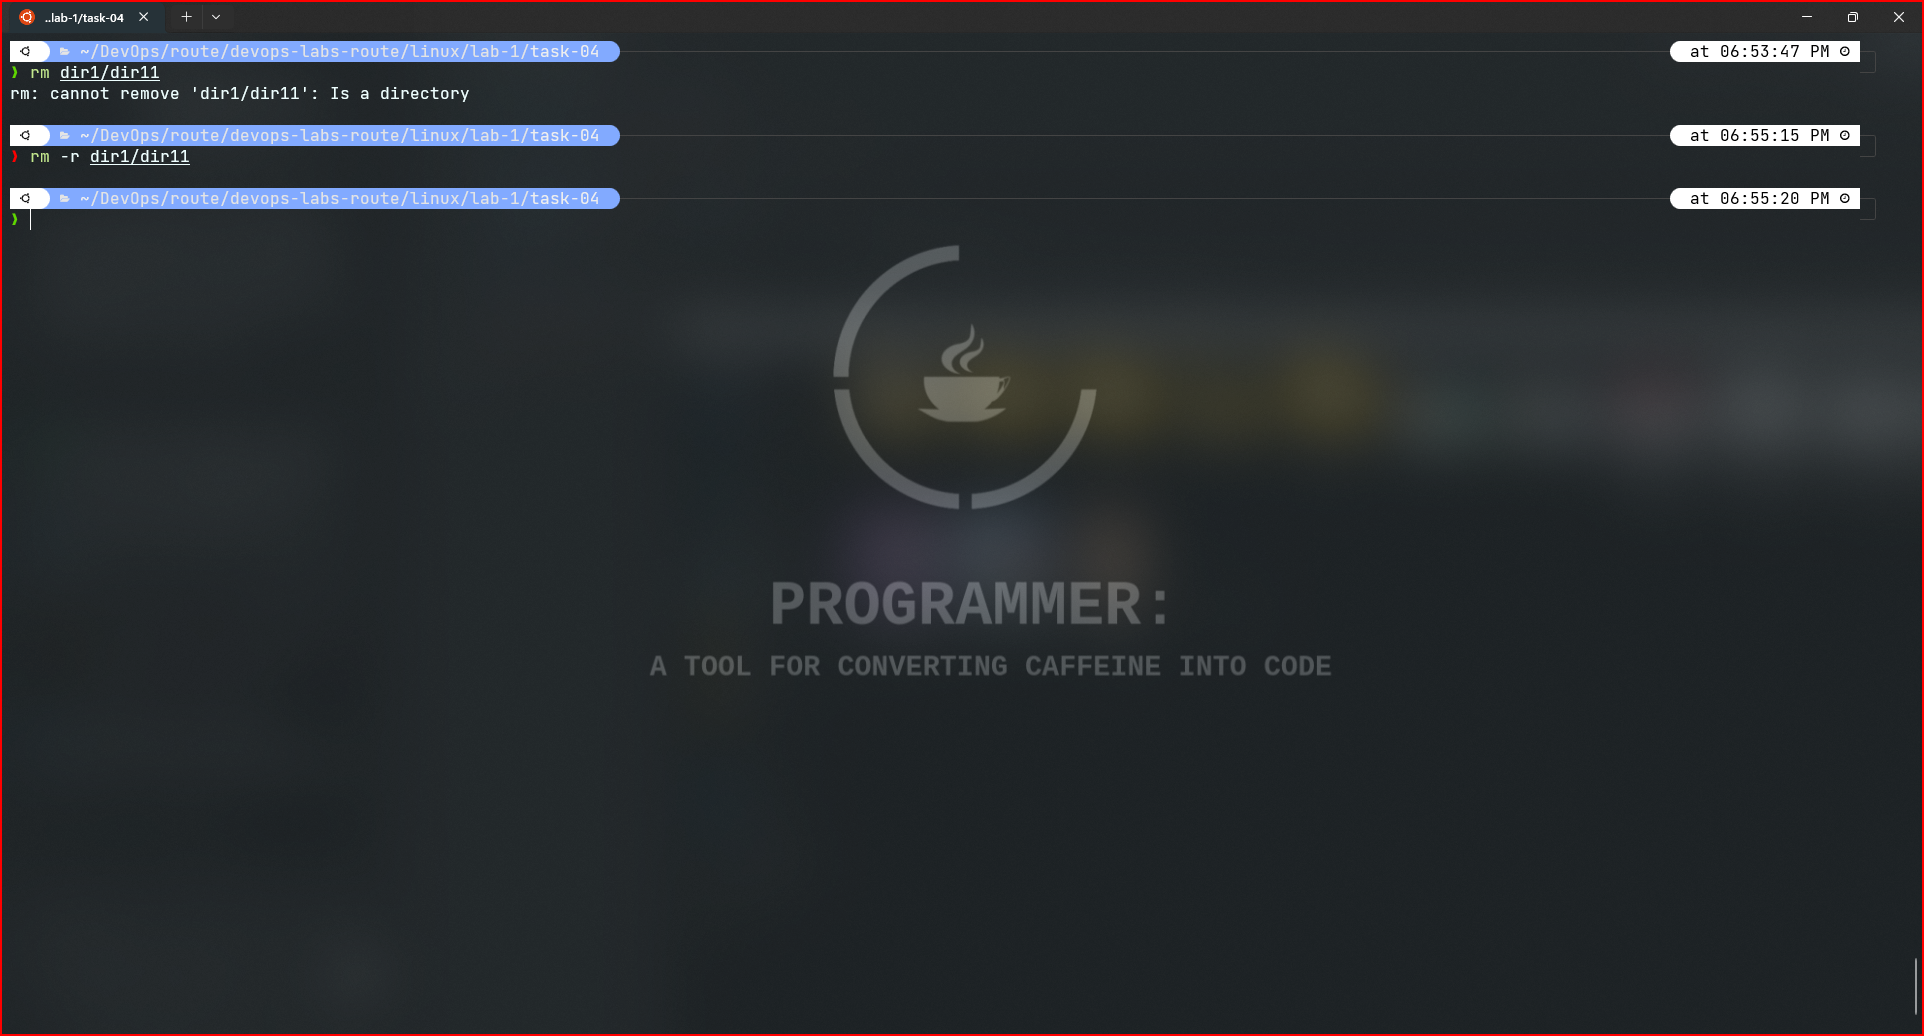 ..lab-1/task-04
~/DevOps/route/devops-labs-route/linux/lab-1/task-04 at 06:53:47 PM
❯ rm dir1/dir11
rm: cannot remove 'dir1/dir11': Is a directory
~/DevOps/route/devops-labs-route/linux/lab-1/task-04 at 06:55:15 PM
❯ rm -r dir1/dir11
~/DevOps/route/devops-labs-route/linux/lab-1/task-04 at 06:55:20 PM
❯
PROGRAMMER:
A TOOL FOR CONVERTING CAFFEINE INTO CODE